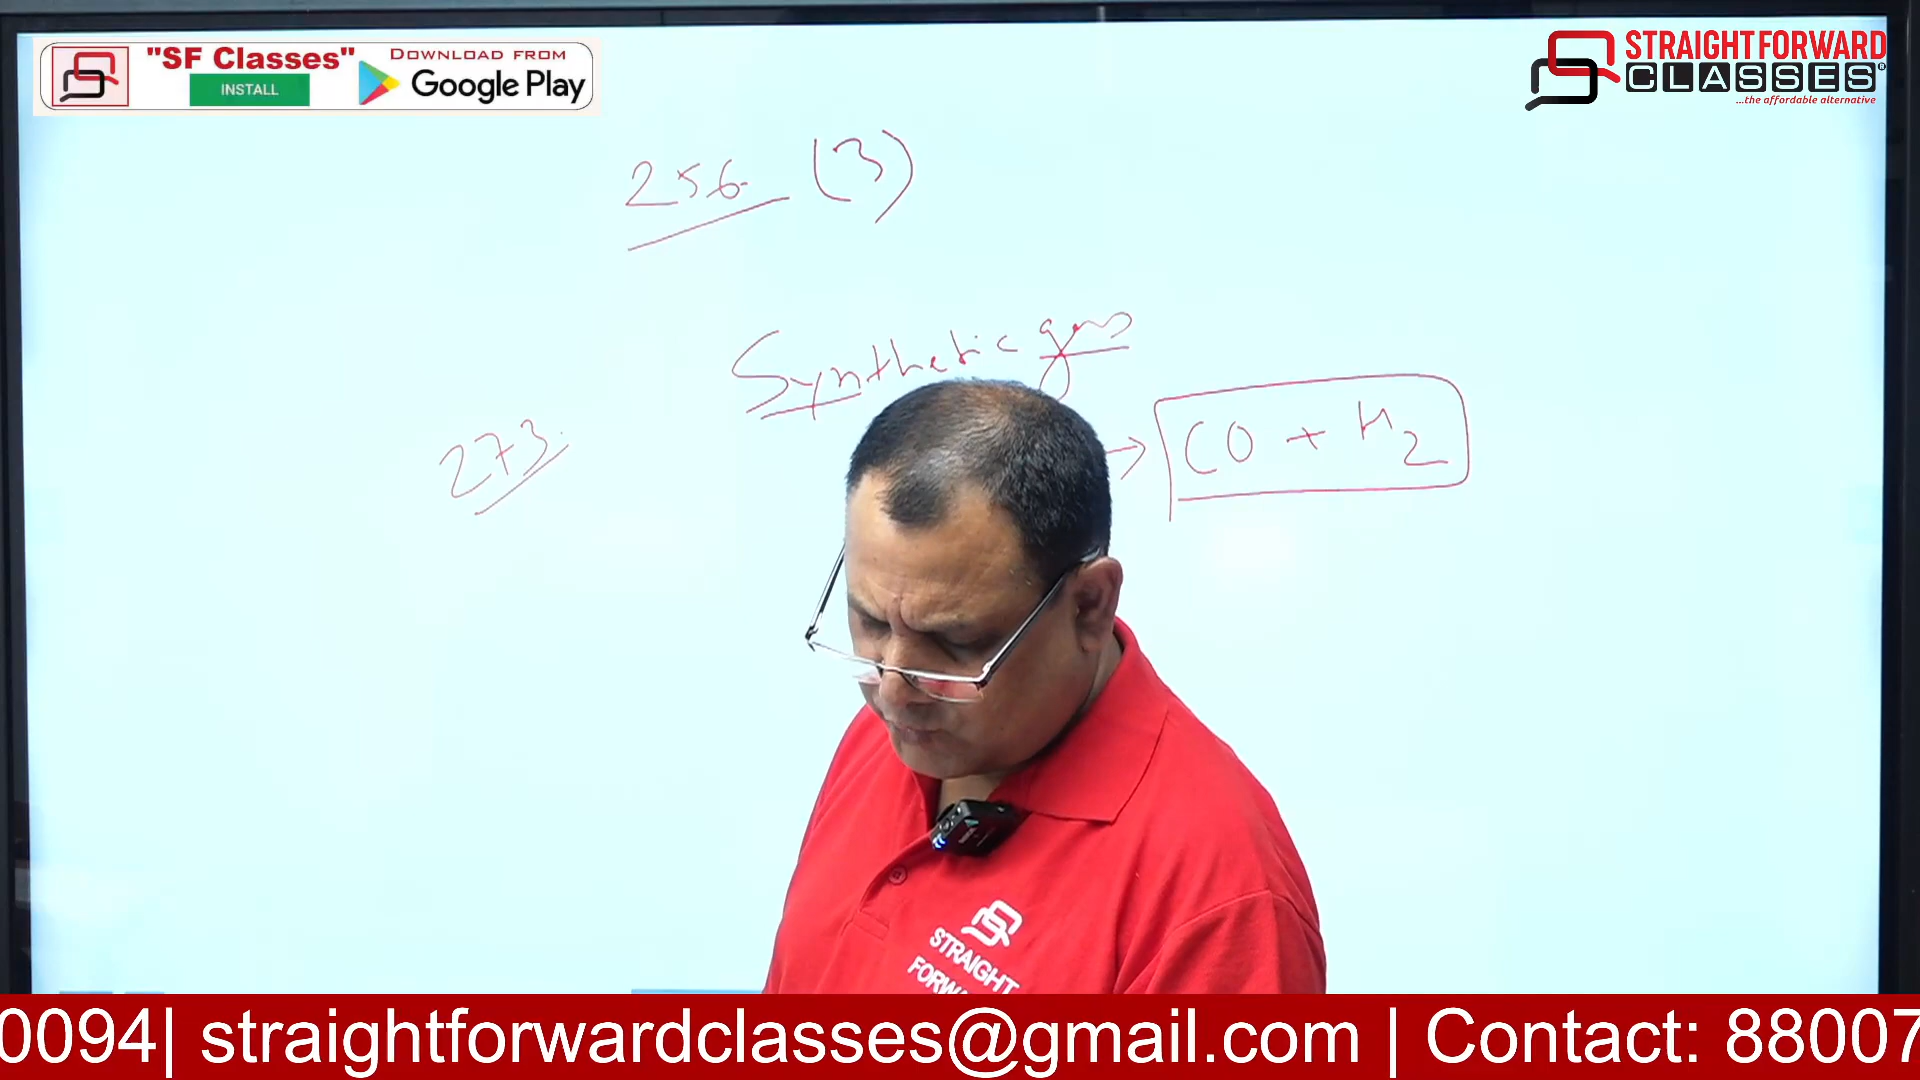 "SF Classes"
INSTALL
DOWNLOAD FROM
Google Play
STRAIGHTFORWARD
CLASSES®
...the affordable alternative
256 (3)
Synthetic gas
273
→ CO + H2
STRAIGHT
0094| straightforwardclasses@gmail.com | Contact: 88007